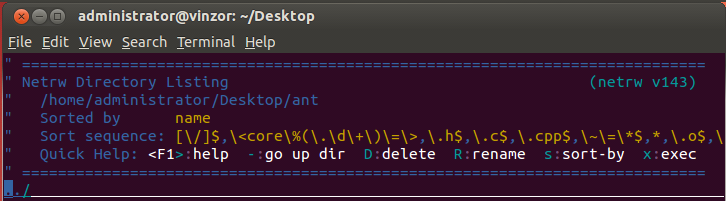 administrator@vinzor: ~/Desktop
File Edit View Search Terminal Help
" ============================================================================
" Netrw Directory Listing (netrw v143)
" /home/administrator/Desktop/ant
" Sorted by name
" Sort sequence: [\/]$,\<core\%(\.\d\+\)\=\>,\.h$,\.c$,\.cpp$,\~\=\*$,*,\.o$,\
" Quick Help: <F1>:help -:go up dir D:delete R:rename s:sort-by x:exec
" ============================================================================
../